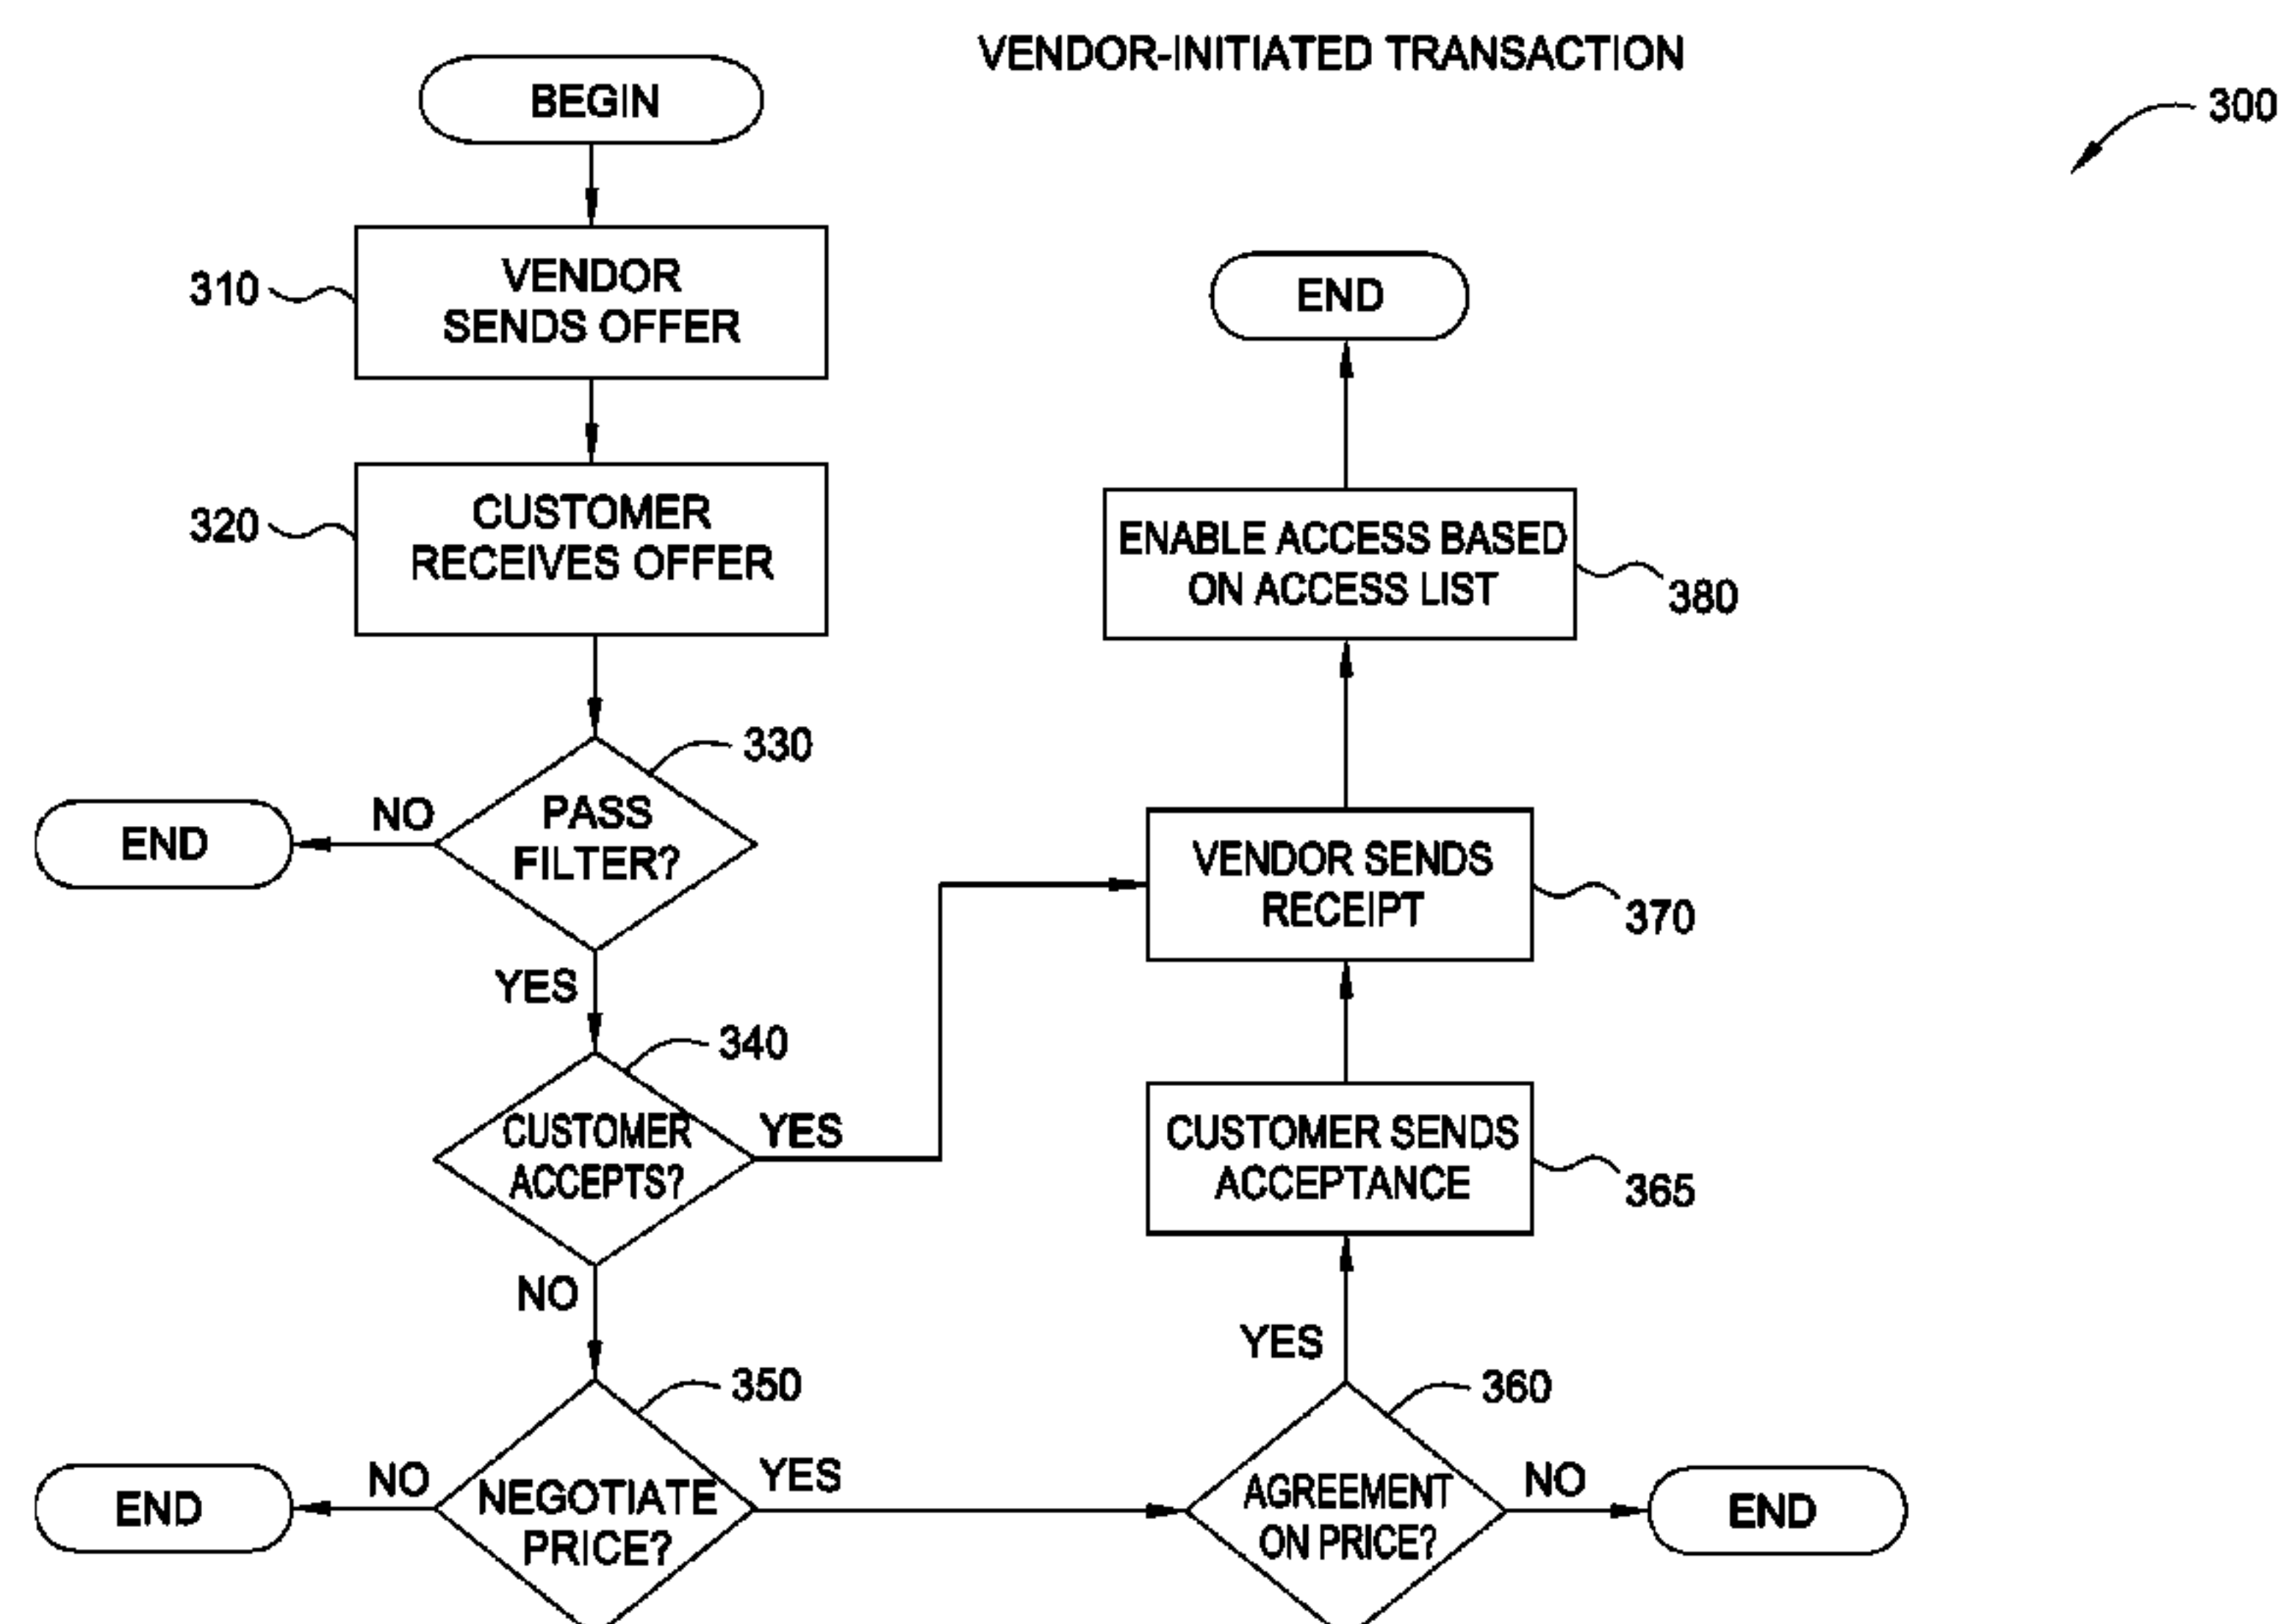 VENDOR-INITIATED TRANSACTION
300
BEGIN
310
VENDOR
SENDS OFFER
320
CUSTOMER
RECEIVES OFFER
330
PASS
FILTER?
NO
END
YES
340
CUSTOMER
ACCEPTS?
YES
NO
350
NEGOTIATE
PRICE?
NO
END
YES
360
AGREEMENT
ON PRICE?
NO
END
YES
CUSTOMER SENDS
ACCEPTANCE
365
VENDOR SENDS
RECEIPT
370
ENABLE ACCESS BASED
ON ACCESS LIST
380
END